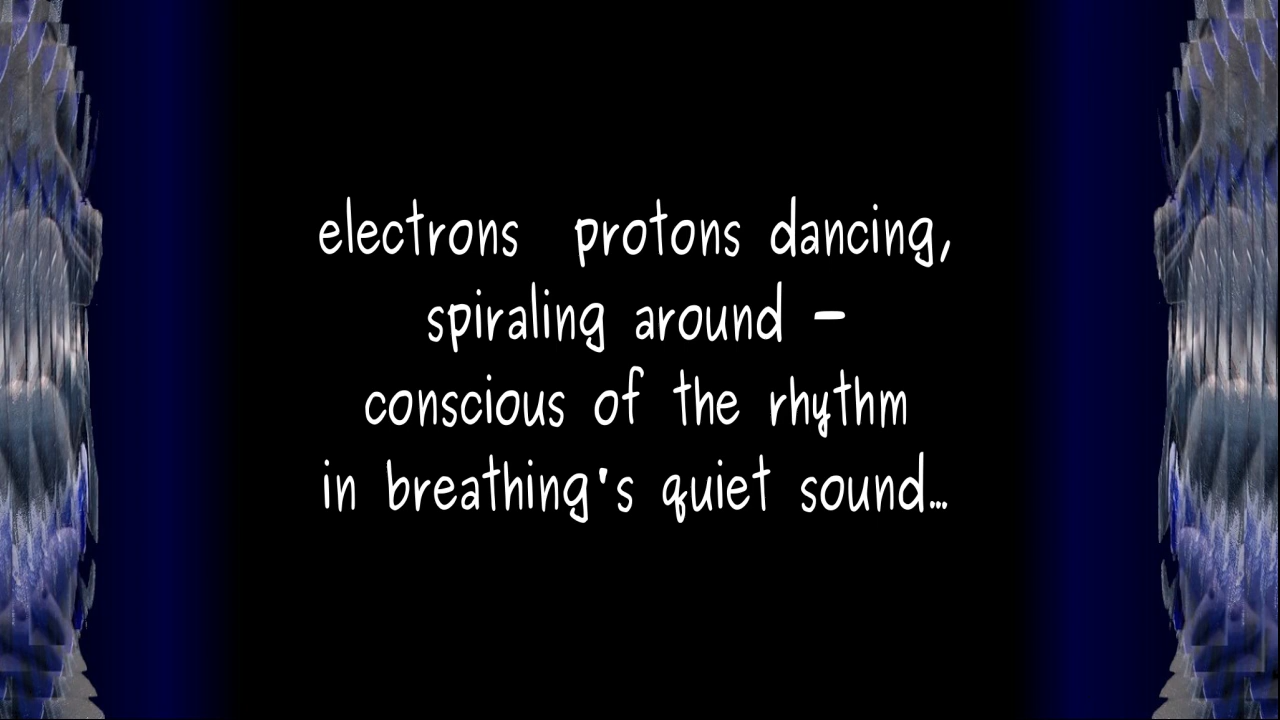 electrons  protons dancing,
spiraling around –
conscious of the rhythm
in breathing's quiet sound...